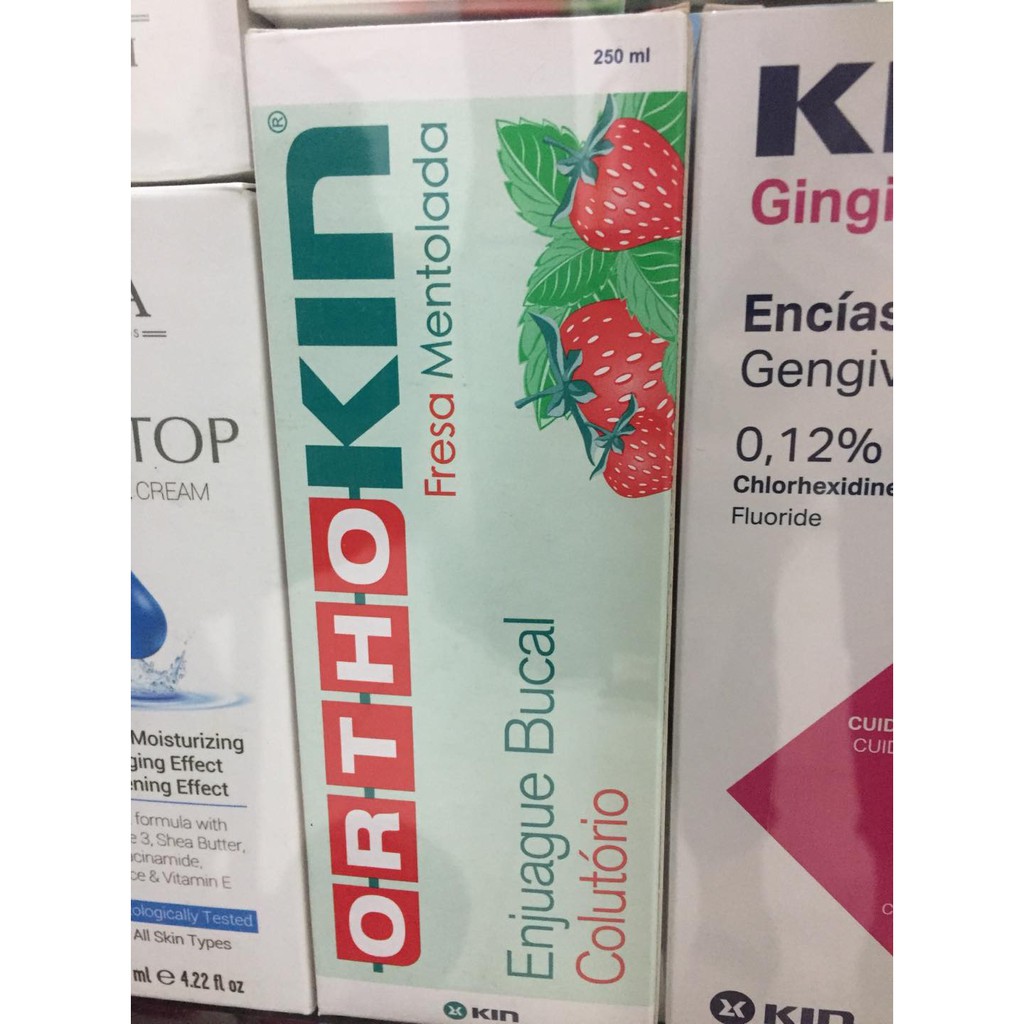 TOP
CREAM
Moisturizing
ging Effect
ening Effect
formula with
3, Shea Butter,
acinamide,
ce & Vitamin E
ologically Tested
All Skin Types
ml e 4.22 fl oz
250 ml
ORTHOKIN®
Fresa Mentolada
Enjuague Bucal
Colutório
KIN
KI
Gingi
Encías
Gengiv
0,12%
Chlorhexidine
Fluoride
CUID
CUID
KIN